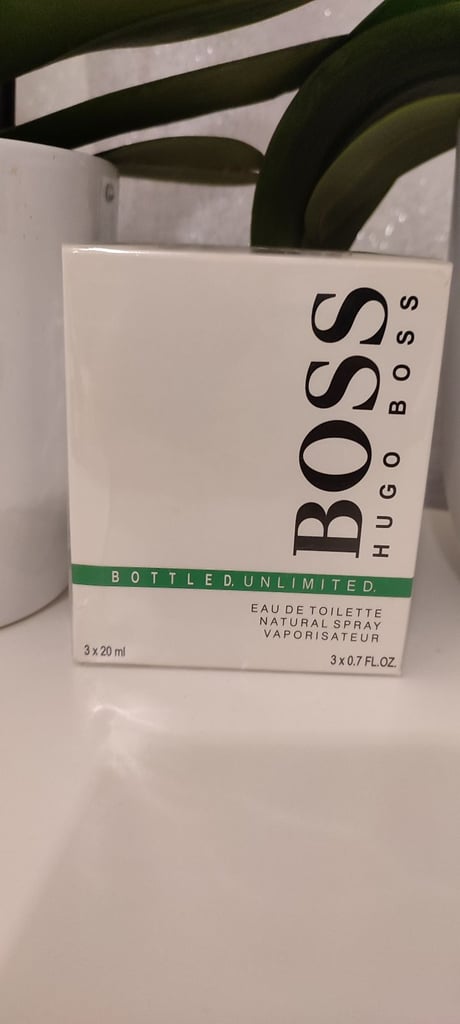 BOSS
HUGO BOSS
BOTTLED. UNLIMITED.
EAU DE TOILETTE
NATURAL SPRAY
VAPORISATEUR
3 x 20 ml
3 x 0.7 FL.OZ.